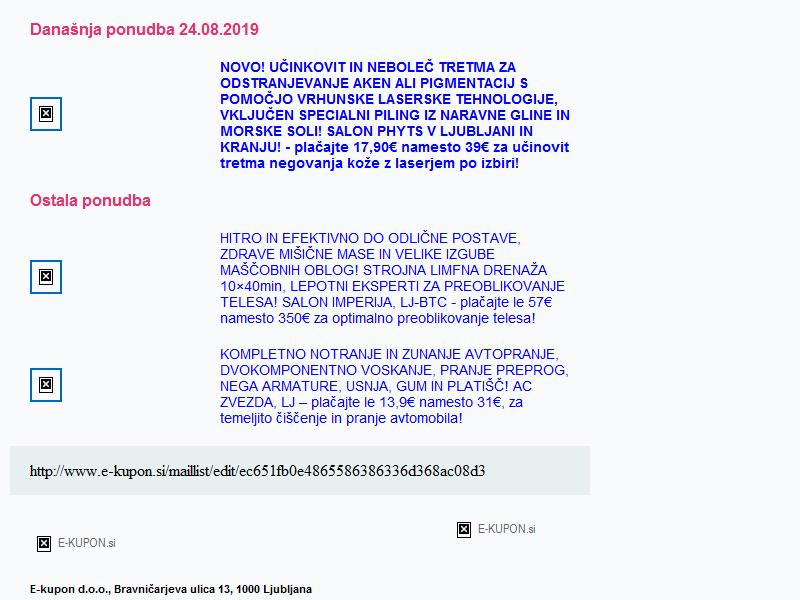 Današnja ponudba 24.08.2019
NOVO! UČINKOVIT IN NEBOLEČ TRETMA ZA
ODSTRANJEVANJE AKEN ALI PIGMENTACIJ S
POMOČJO VRHUNSKE LASERSKE TEHNOLOGIJE,
VKLJUČEN SPECIALNI PILING IZ NARAVNE GLINE IN
MORSKE SOLI! SALON PHYTS V LJUBLJANI IN
KRANJU! - plačajte 17,90€ namesto 39€ za učinovit
tretma negovanja kože z laserjem po izbiri!
Ostala ponudba
HITRO IN EFEKTIVNO DO ODLIČNE POSTAVE,
ZDRAVE MIŠIČNE MASE IN VELIKE IZGUBE
MAŠČOBNIH OBLOG! STROJNA LIMFNA DRENAŽA
10×40min, LEPOTNI EKSPERTI ZA PREOBLIKOVANJE
TELESA! SALON IMPERIJA, LJ-BTC - plačajte le 57€
namesto 350€ za optimalno preoblikovanje telesa!
KOMPLETNO NOTRANJE IN ZUNANJE AVTOPRANJE,
DVOKOMPONENTNO VOSKANJE, PRANJE PREPROG,
NEGA ARMATURE, USNJA, GUM IN PLATIŠČ! AC
ZVEZDA, LJ – plačajte le 13,9€ namesto 31€, za
temeljito čiščenje in pranje avtomobila!
http://www.e-kupon.si/maillist/edit/ec651fb0e4865586386336d368ac08d3
E-KUPON.si
E-KUPON.si
E-kupon d.o.o., Bravničarjeva ulica 13, 1000 Ljubljana